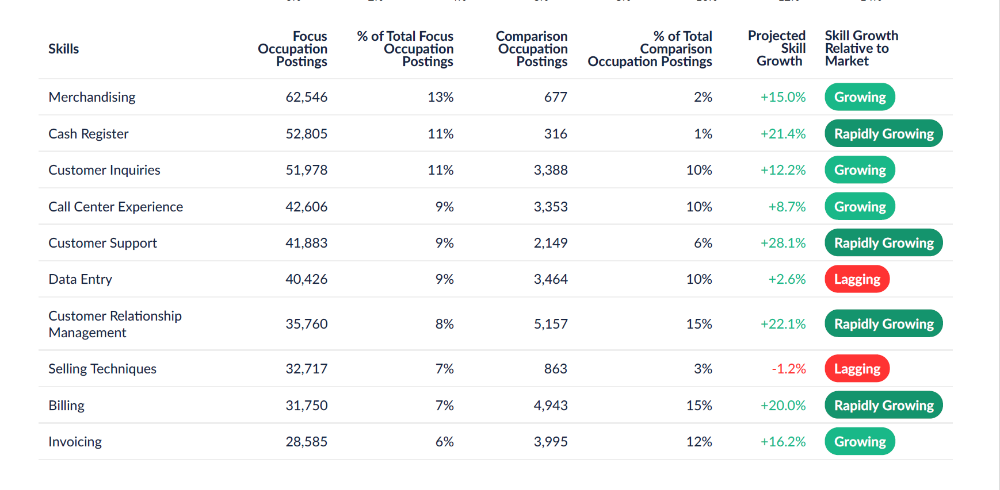 Skills
Focus
Occupation
Postings
% of Total Focus
Occupation
Postings
Comparison
Occupation
Postings
% of Total
Comparison
Occupation Postings
Projected
Skill
Growth
Skill Growth
Relative to
Market
Merchandising 62,546 13% 677 2% +15.0% Growing
Cash Register 52,805 11% 316 1% +21.4% Rapidly Growing
Customer Inquiries 51,978 11% 3,388 10% +12.2% Growing
Call Center Experience 42,606 9% 3,353 10% +8.7% Growing
Customer Support 41,883 9% 2,149 6% +28.1% Rapidly Growing
Data Entry 40,426 9% 3,464 10% +2.6% Lagging
Customer Relationship
Management 35,760 8% 5,157 15% +22.1% Rapidly Growing
Selling Techniques 32,717 7% 863 3% -1.2% Lagging
Billing 31,750 7% 4,943 15% +20.0% Rapidly Growing
Invoicing 28,585 6% 3,995 12% +16.2% Growing